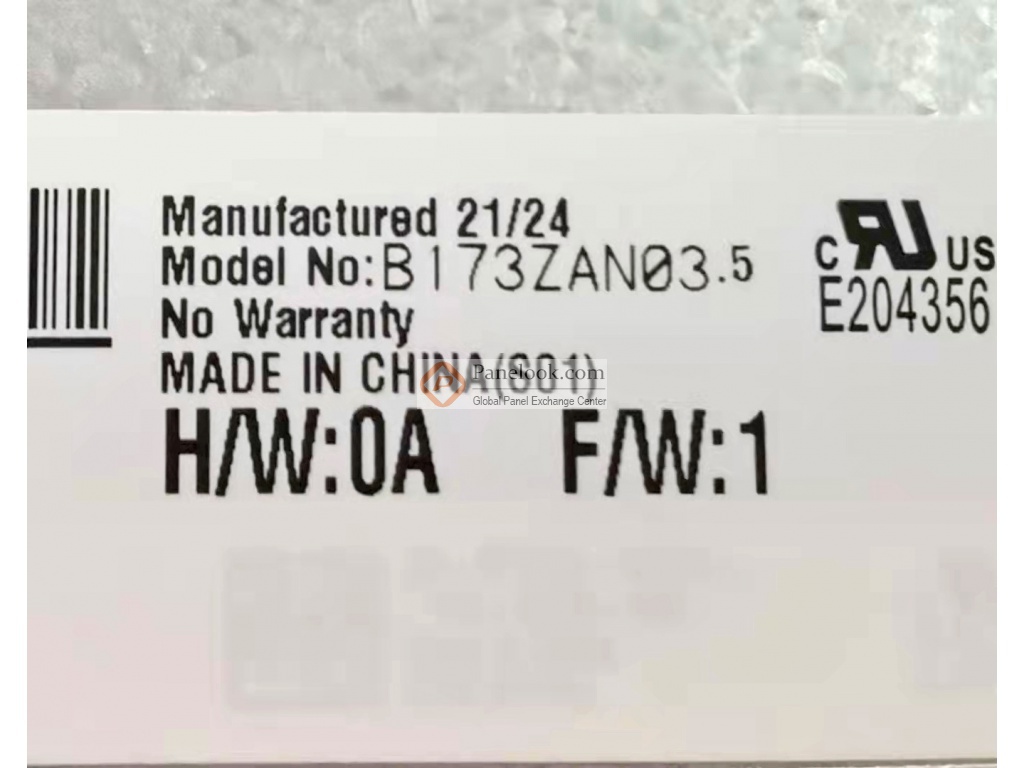 Manufactured 21/24
Model No:B173ZAN03.5
No Warranty
MADE IN CHINA(S01)
H/W:0A F/W:1
c RU US
E204356
Panelook.com
Global Panel Exchange Center